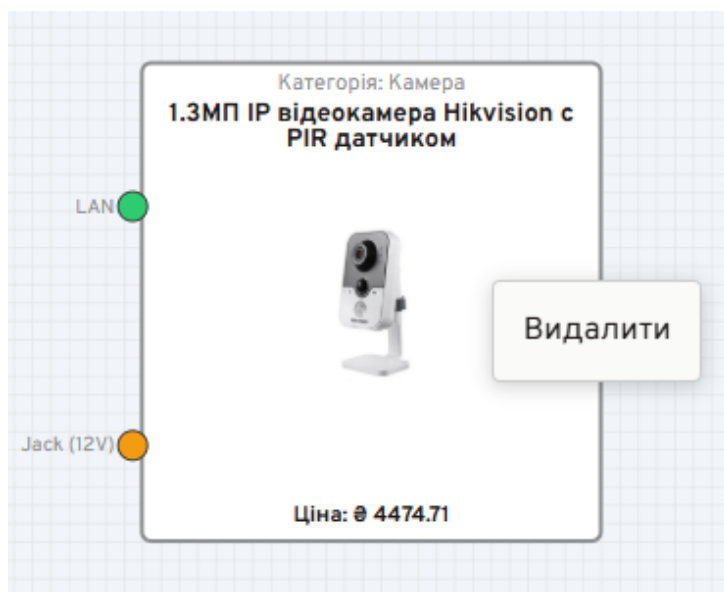 Категорія: Камера
1.3МП IP відеокамера Hikvision с
PIR датчиком
LAN
Видалити
Jack (12V)
Ціна: ₴ 4474.71